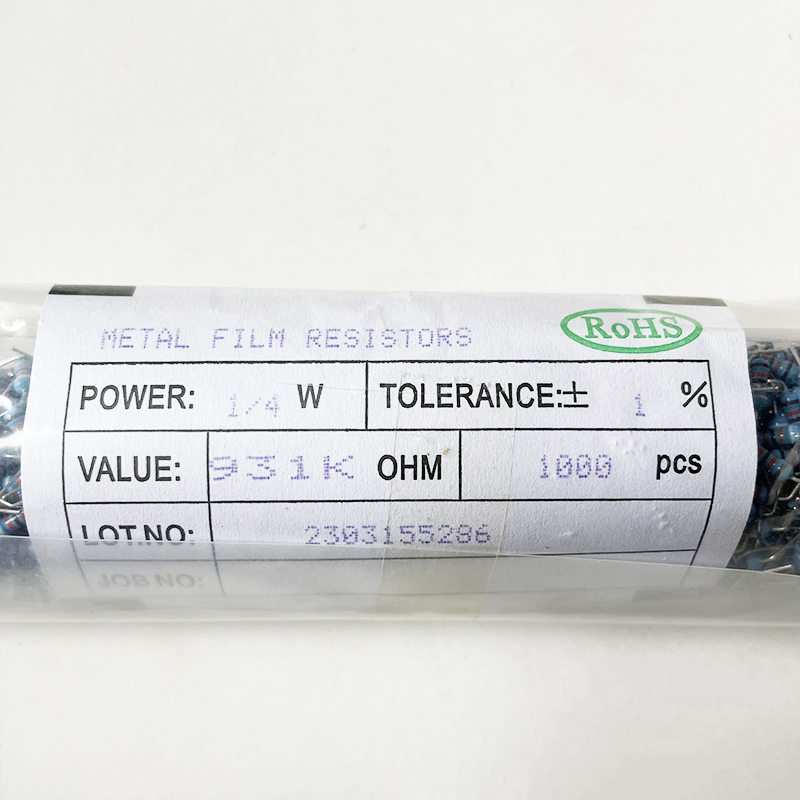 METAL FILM RESISTORS RoHS
POWER: 1/4 W TOLERANCE:± 1 %
VALUE: 931K OHM 1000 pcs
LOT.NO: 2303155286
JOB NO: